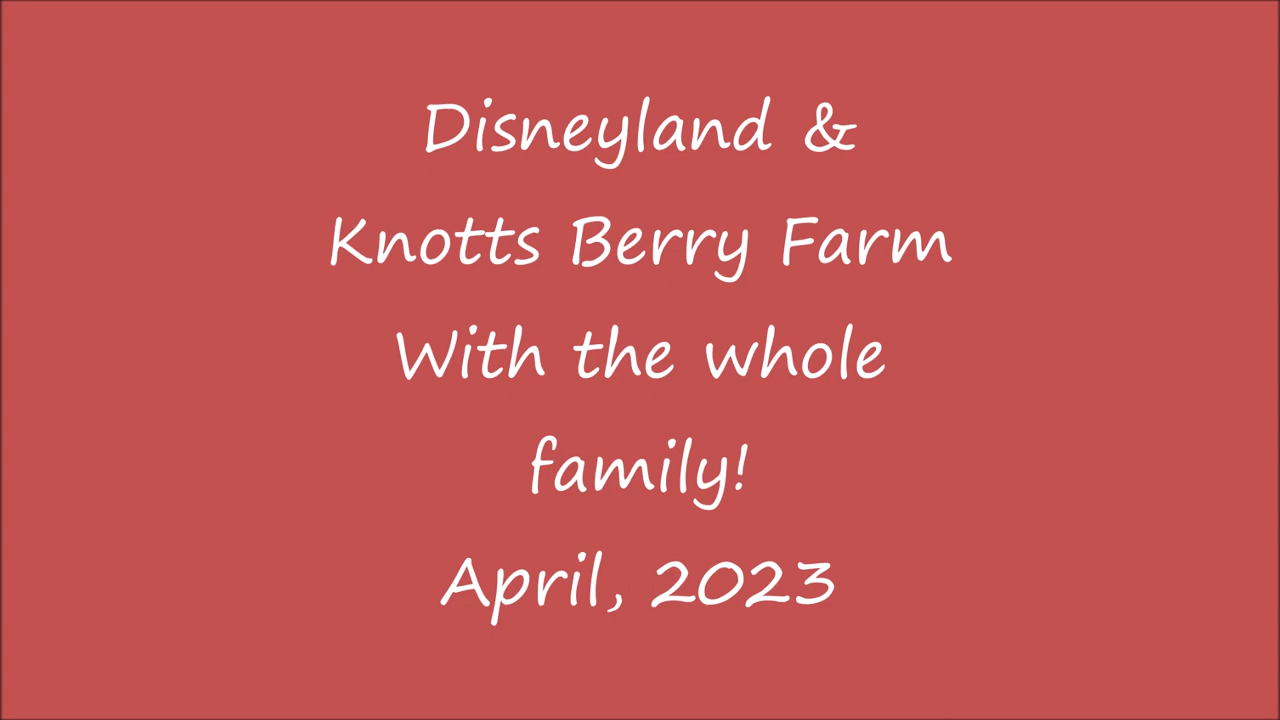 Disneyland &
Knotts Berry Farm
With the whole
family!
April, 2023